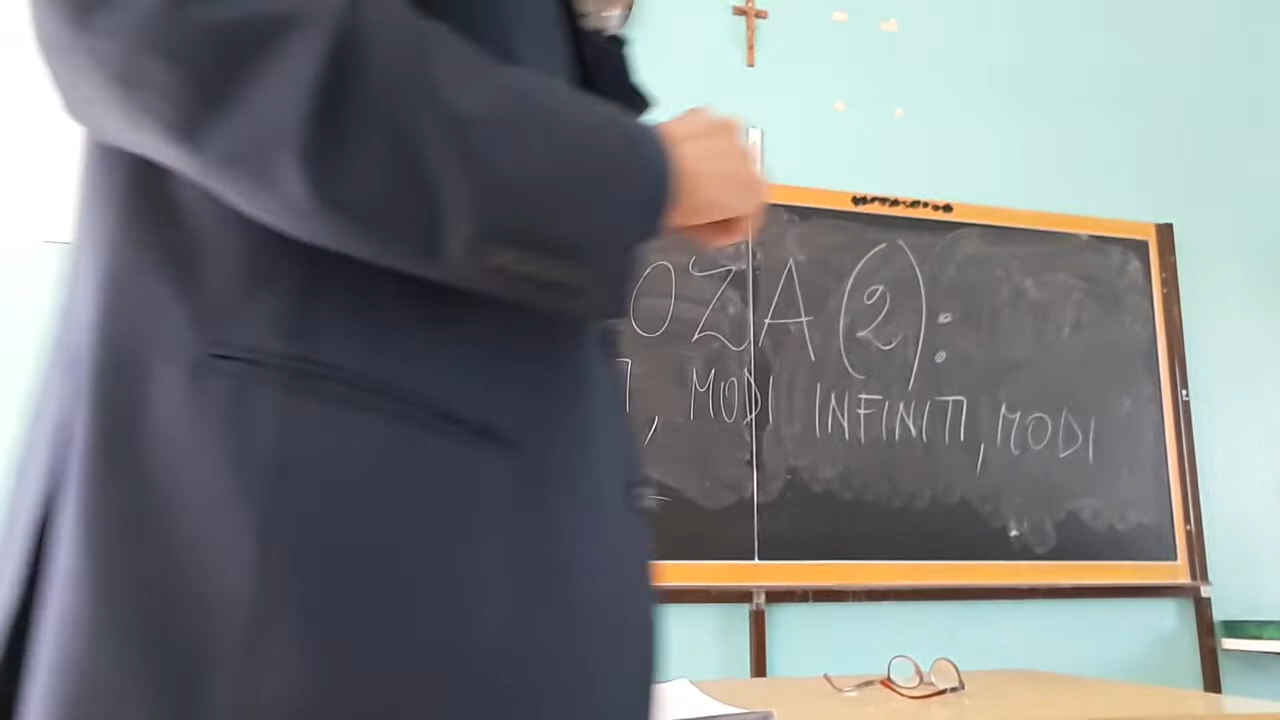 OZA (2):
, MODI INFINITI, MODI